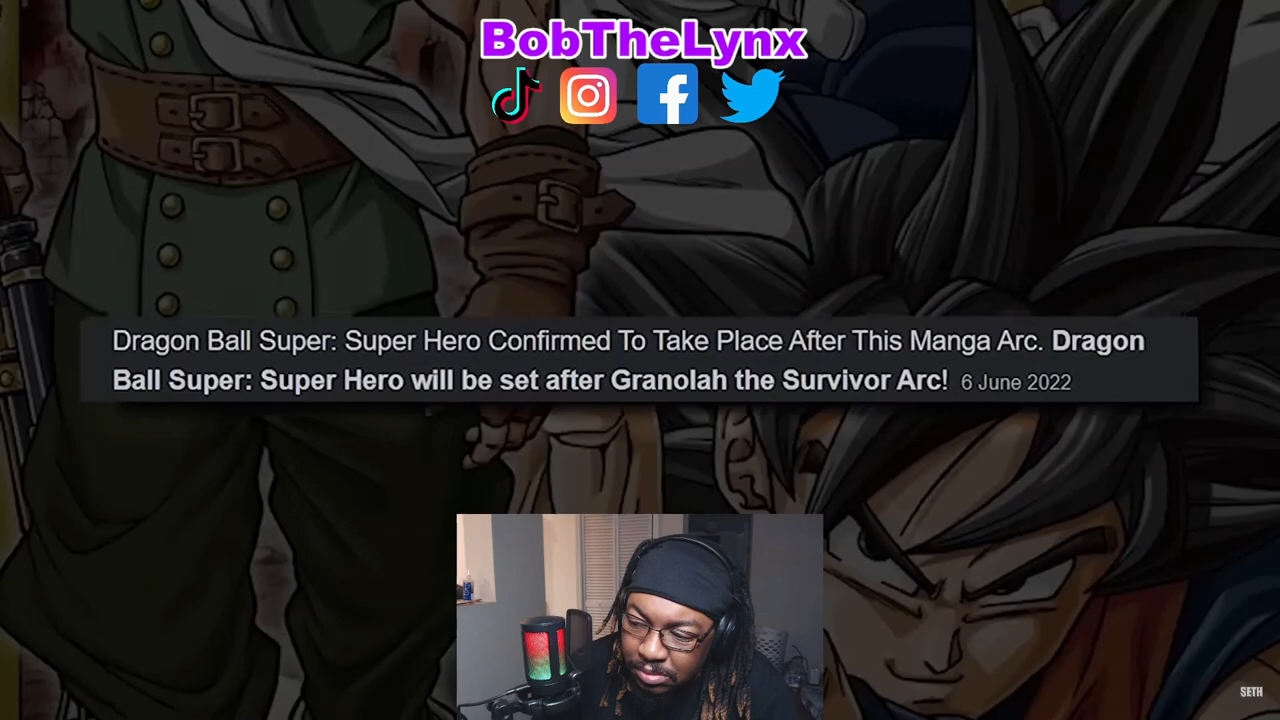 BobTheLynx
Dragon Ball Super: Super Hero Confirmed To Take Place After This Manga Arc. Dragon
Ball Super: Super Hero will be set after Granolah the Survivor Arc! 6 June 2022
SETH